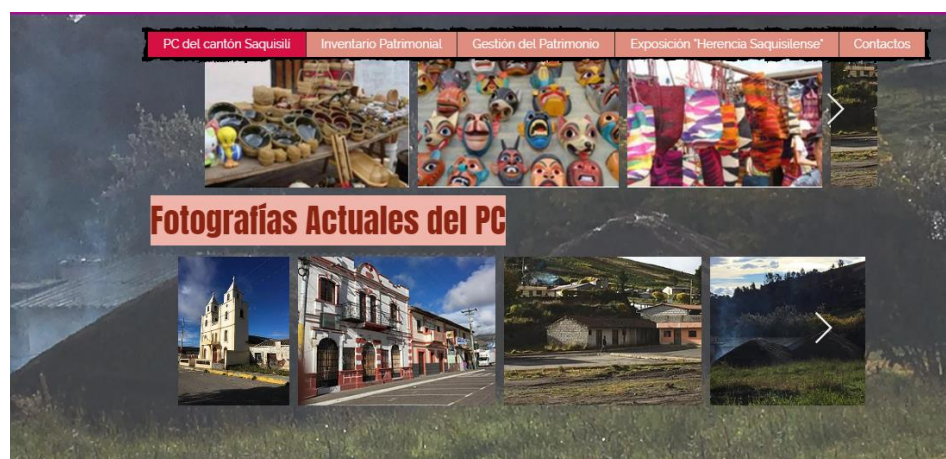 PC del cantón Saquisilí
Inventario Patrimonial
Gestión del Patrimonio
Exposición "Herencia Saquisilense"
Contactos
Fotografías Actuales del PC